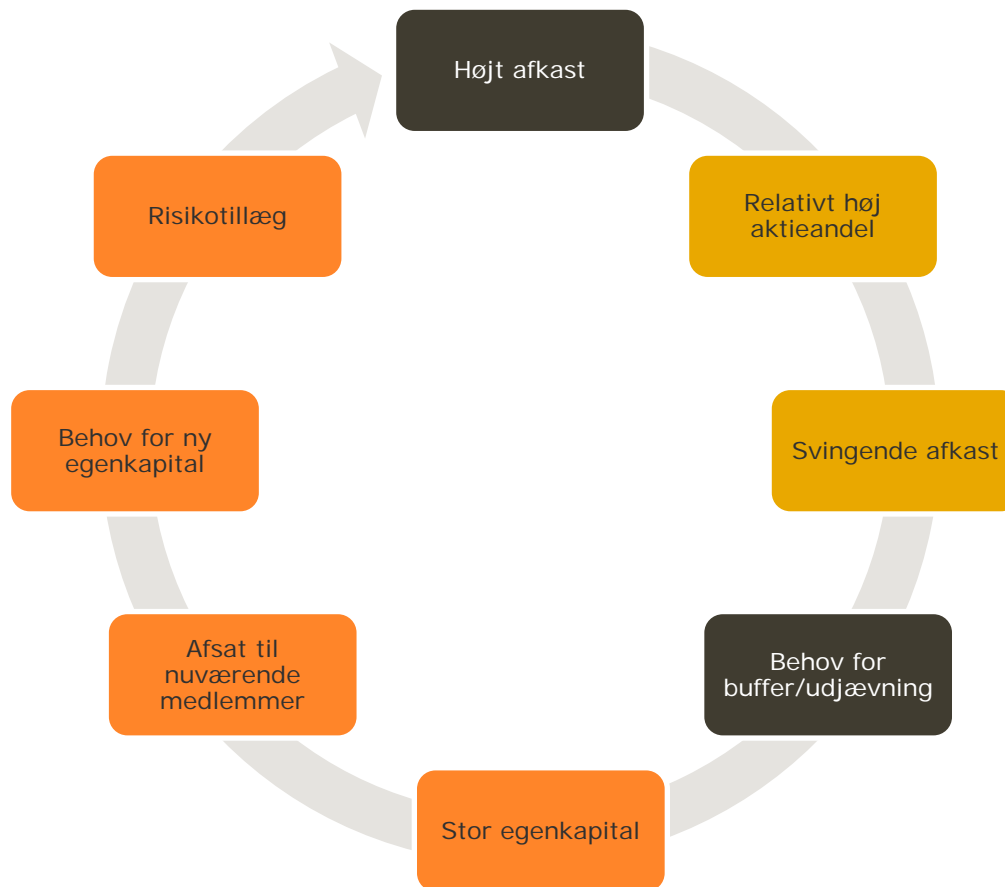 Højt afkast
Relativt høj
aktieandel
Svingende afkast
Behov for
buffer/udjævning
Stor egenkapital
Afsat til
nuværende
medlemmer
Behov for ny
egenkapital
Risikotillæg